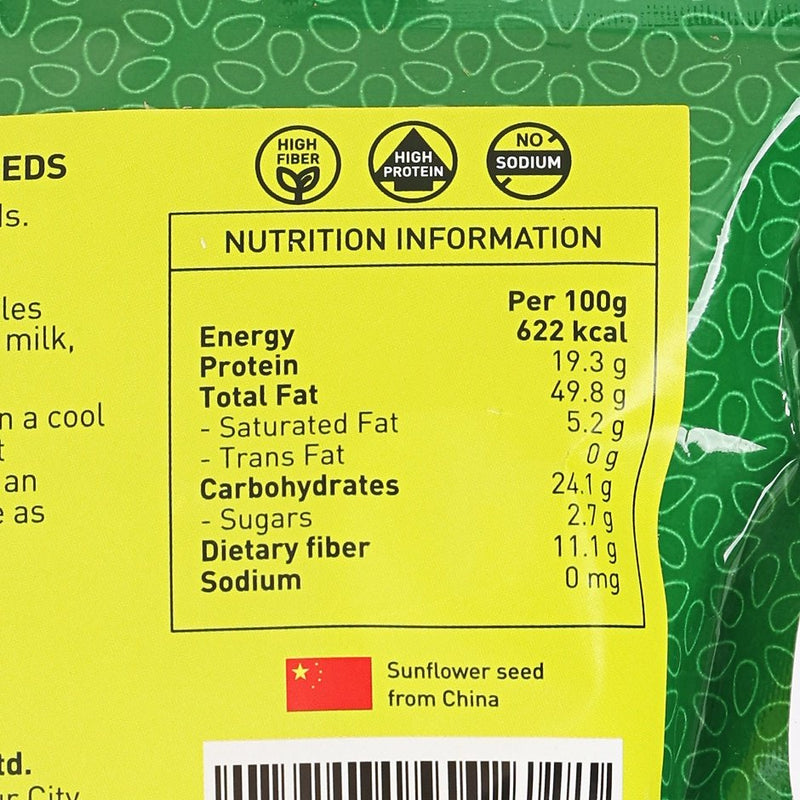 EDS
ds.
les
milk,
n a cool
t
an
e as
td.
ur City
HIGH
FIBER
HIGH
PROTEIN
NO
SODIUM
NUTRITION INFORMATION
Per 100g
Energy 622 kcal
Protein 19.3 g
Total Fat 49.8 g
- Saturated Fat 5.2 g
- Trans Fat 0 g
Carbohydrates 24.1 g
- Sugars 2.7 g
Dietary fiber 11.1 g
Sodium 0 mg
Sunflower seed
from China